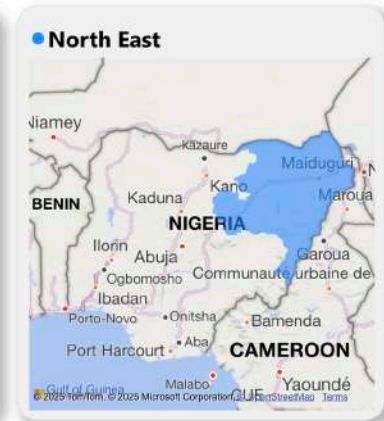 North East
Niamey
Kazaure
Maiduguri
Kano
Maroua
BENIN
Kaduna
NIGERIA
Ilorin
Abuja
Garoua
Ogbomosho
Communauté urbaine de
Ibadan
Porto-Novo
Onitsha
Bamenda
Port Harcourt
Aba
CAMEROON
Malabo
Yaoundé
Gulf of Guinea
© 2025 TomTom, © 2025 Microsoft Corporation, © OpenStreetMap Terms